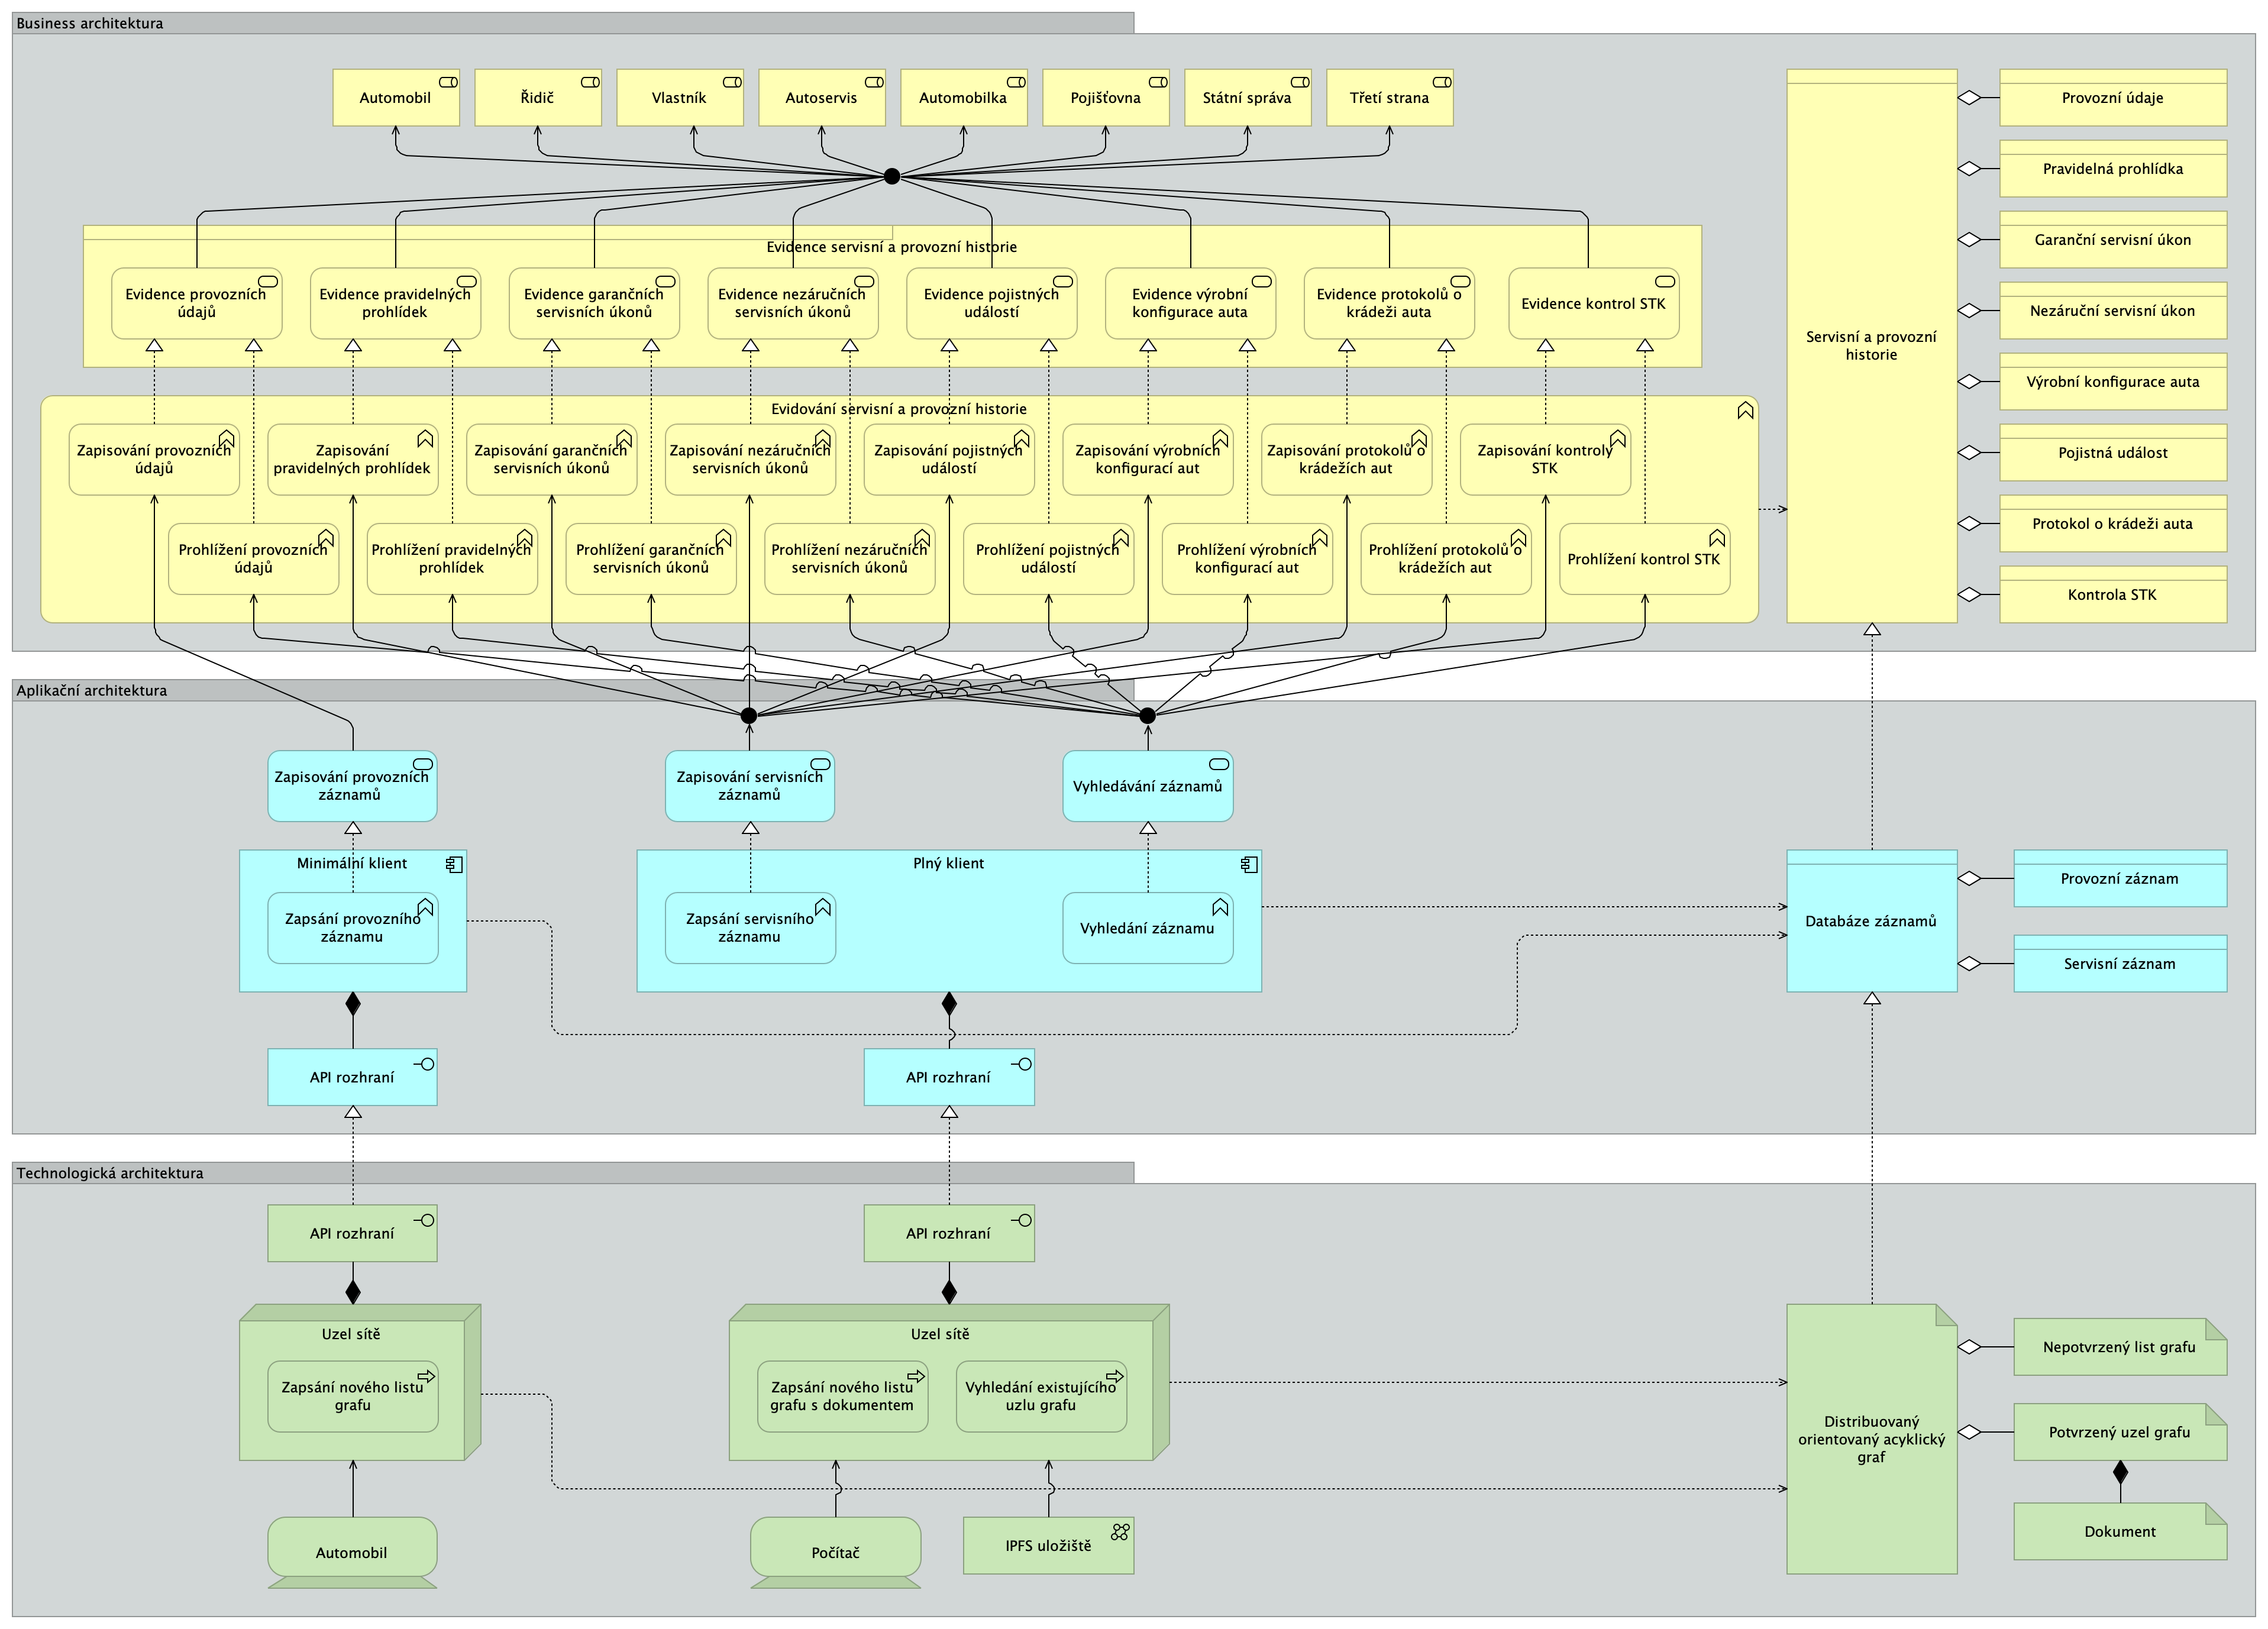 Business architektura
Automobil
Řidič
Vlastník
Autoservis
Automobilka
Pojišťovna
Státní správa
Třetí strana
Evidence servisní a provozní historie
Evidence provozních
údajů
Evidence pravidelných
prohlídek
Evidence garančních
servisních úkonů
Evidence nezáručních
servisních úkonů
Evidence pojistných
událostí
Evidence výrobní
konfigurace auta
Evidence protokolů o
krádeži auta
Evidence kontrol STK
Evidování servisní a provozní historie
Zapisování provozních
údajů
Zapisování
pravidelných prohlídek
Zapisování garančních
servisních úkonů
Zapisování nezáručních
servisních úkonů
Zapisování pojistných
událostí
Zapisování výrobních
konfigurací aut
Zapisování protokolů o
krádežích aut
Zapisování kontroly
STK
Prohlížení provozních
údajů
Prohlížení pravidelných
prohlídek
Prohlížení garančních
servisních úkonů
Prohlížení nezáručních
servisních úkonů
Prohlížení pojistných
událostí
Prohlížení výrobních
konfigurací aut
Prohlížení protokolů o
krádežích aut
Prohlížení kontrol STK
Servisní a provozní
historie
Provozní údaje
Pravidelná prohlídka
Garanční servisní úkon
Nezáruční servisní úkon
Výrobní konfigurace auta
Pojistná událost
Protokol o krádeži auta
Kontrola STK
Aplikační architektura
Zapisování provozních
záznamů
Zapisování servisních
záznamů
Vyhledávání záznamů
Minimální klient
Zapsání provozního
záznamu
Plný klient
Zapsání servisního
záznamu
Vyhledání záznamu
Databáze záznamů
Provozní záznam
Servisní záznam
API rozhraní
API rozhraní
Technologická architektura
API rozhraní
API rozhraní
Uzel sítě
Zapsání nového listu
grafu
Uzel sítě
Zapsání nového listu
grafu s dokumentem
Vyhledání existujícího
uzlu grafu
Distribuovaný
orientovaný acyklický
graf
Nepotvrzený list grafu
Potvrzený uzel grafu
Dokument
Automobil
Počítač
IPFS uložiště